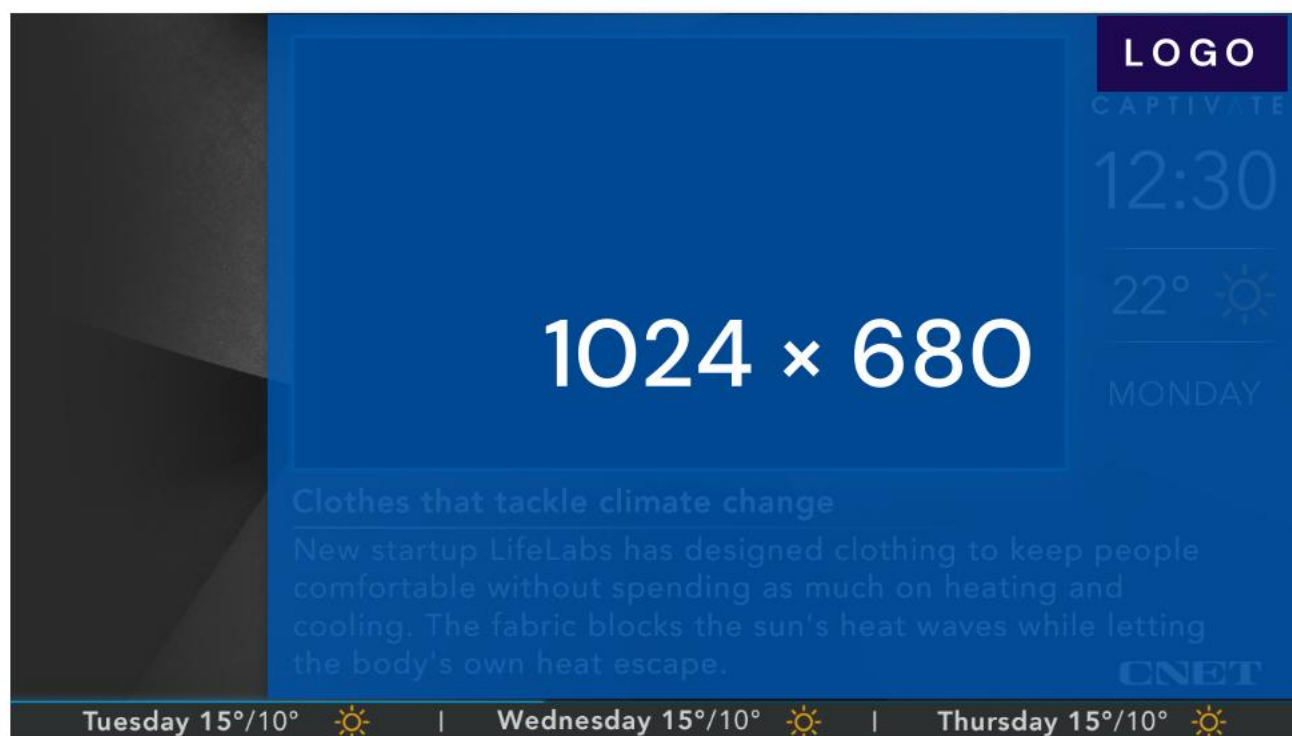 LOGO
CAPTIVATE
12:30
22°
MONDAY
1024 × 680
Clothes that tackle climate change
New startup LifeLabs has designed clothing to keep people
comfortable without spending as much on heating and
cooling. The fabric blocks the sun's heat waves while letting
the body's own heat escape.
CNET
Tuesday 15°/10° | Wednesday 15°/10° | Thursday 15°/10°